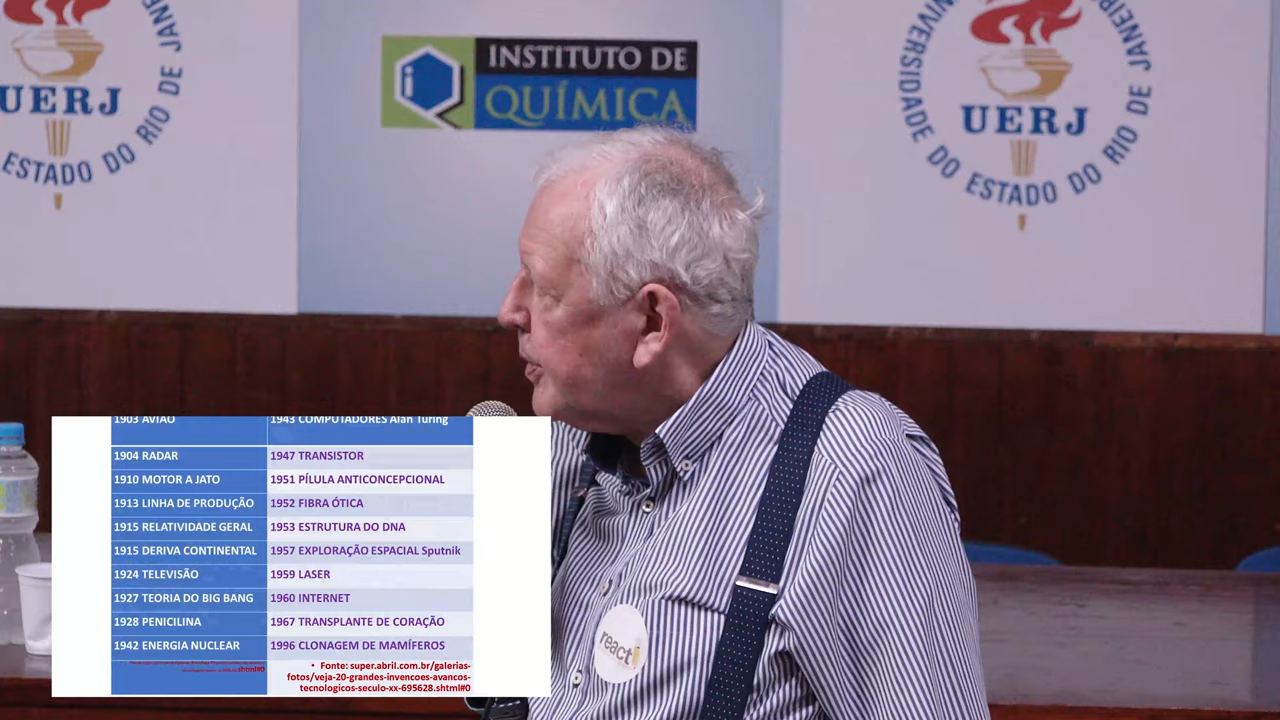 UERJ
ESTADO DO RIO DE JANE
INSTITUTO DE
QUÍMICA
UNIVERSIDADE DO ESTADO DO RIO DE JANEIRO
UERJ
1903 AVIÃO
1943 COMPUTADORES Alan Turing
1904 RADAR
1947 TRANSISTOR
1910 MOTOR A JATO
1951 PÍLULA ANTICONCEPCIONAL
1913 LINHA DE PRODUÇÃO
1952 FIBRA ÓTICA
1915 RELATIVIDADE GERAL
1953 ESTRUTURA DO DNA
1915 DERIVA CONTINENTAL
1957 EXPLORAÇÃO ESPACIAL Sputnik
1924 TELEVISÃO
1959 LASER
1927 TEORIA DO BIG BANG
1960 INTERNET
1928 PENICILINA
1967 TRANSPLANTE DE CORAÇÃO
1942 ENERGIA NUCLEAR
1996 CLONAGEM DE MAMÍFEROS
shtml#0
• Fonte: super.abril.com.br/galerias-
fotos/veja-20-grandes-invencoes-avancos-
tecnologicos-seculo-xx-695628.shtml#0
react